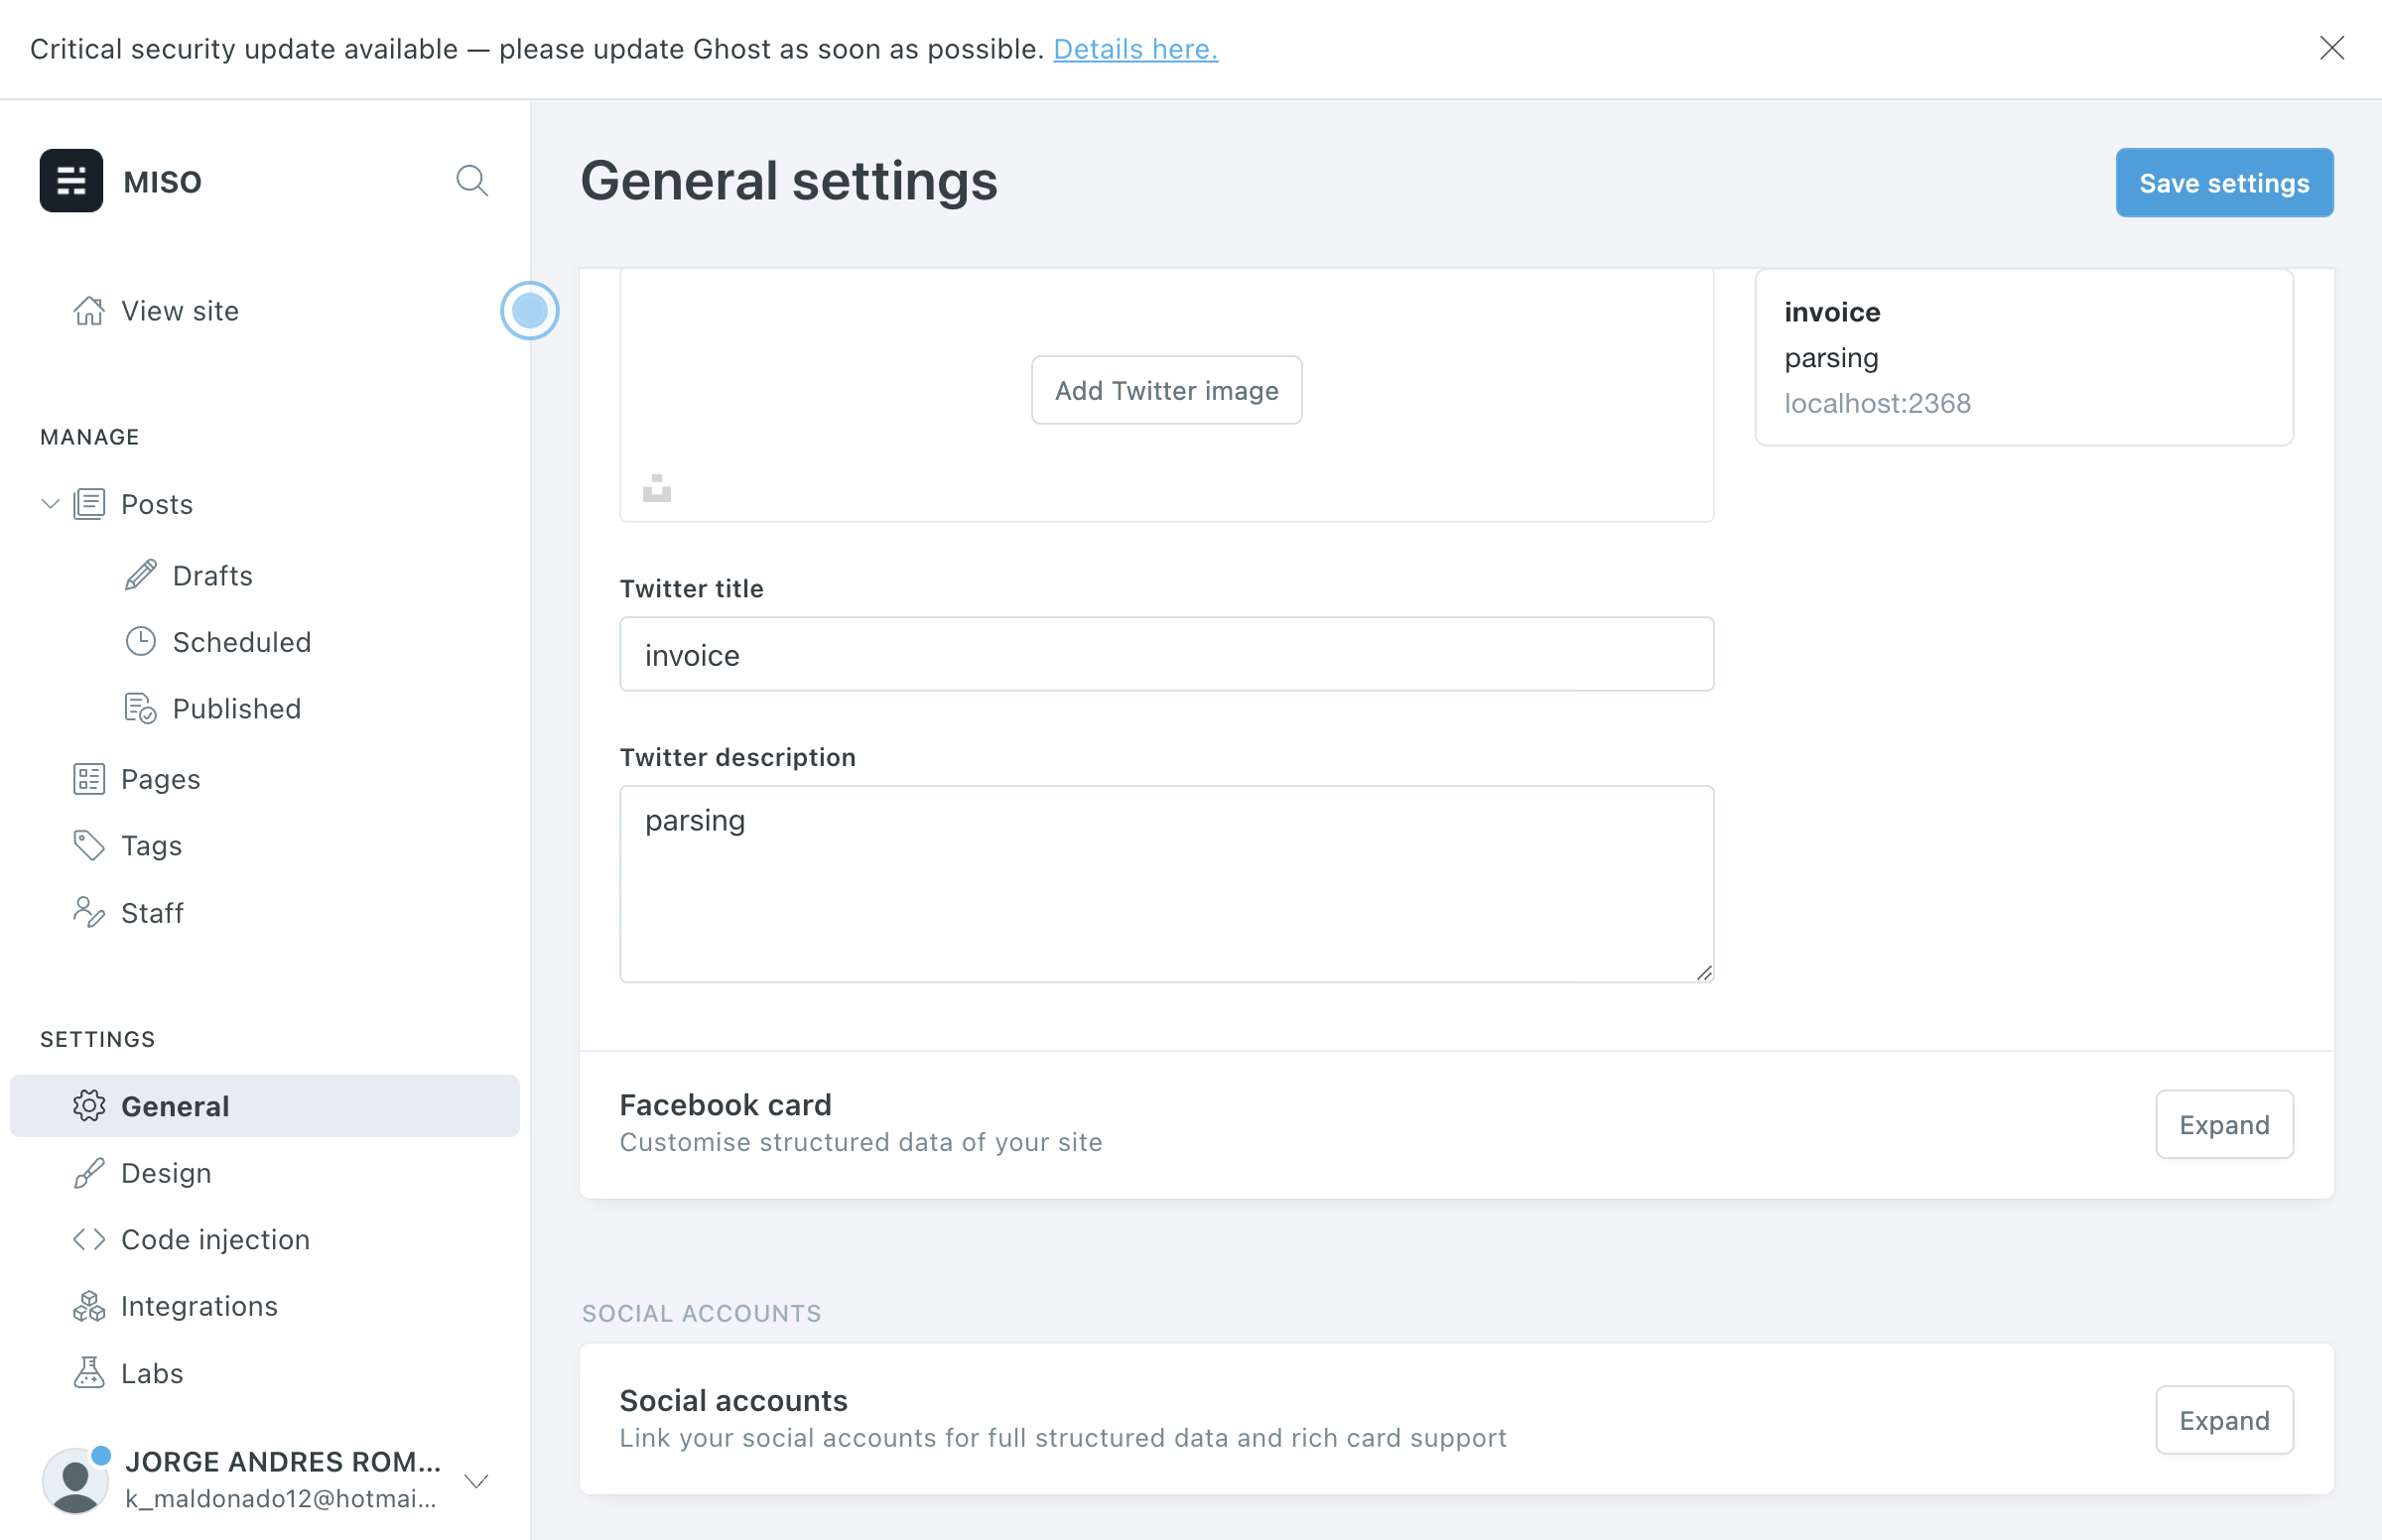 Critical security update available — please update Ghost as soon as possible. Details here.
MISO
View site
MANAGE
Posts
Drafts
Scheduled
Published
Pages
Tags
Staff
SETTINGS
General
Design
Code injection
Integrations
Labs
JORGE ANDRES ROM...
k_maldonado12@hotmai...
General settings
Save settings
Add Twitter image
invoice
parsing
localhost:2368
Twitter title
invoice
Twitter description
parsing
Facebook card
Customise structured data of your site
Expand
SOCIAL ACCOUNTS
Social accounts
Link your social accounts for full structured data and rich card support
Expand